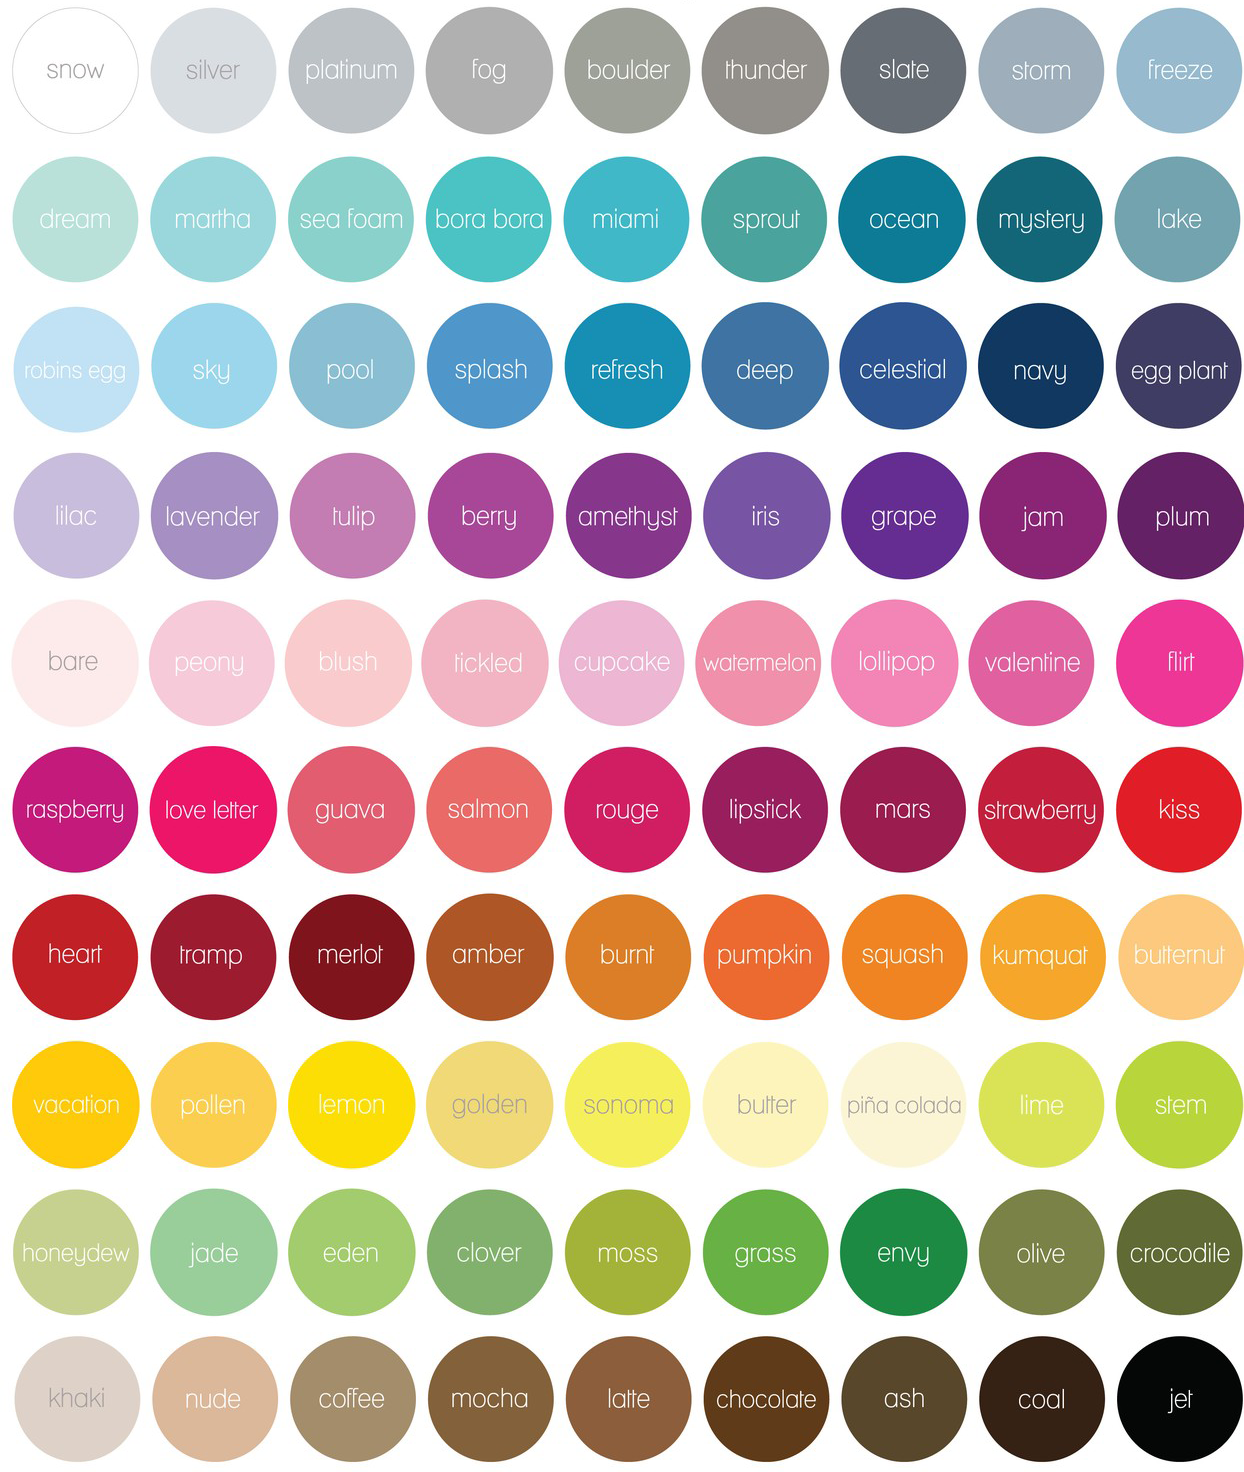 snow silver platinum fog boulder thunder slate storm freeze
dream martha sea foam bora bora miami sprout ocean mystery lake
robins egg sky pool splash refresh deep celestial navy egg plant
lilac lavender tulip berry amethyst iris grape jam plum
bare peony blush tickled cupcake watermelon lollipop valentine flirt
raspberry love letter guava salmon rouge lipstick mars strawberry kiss
heart tramp merlot amber burnt pumpkin squash kumquat butternut
vacation pollen lemon golden sonoma butter piña colada lime stem
honeydew jade eden clover moss grass envy olive crocodile
khaki nude coffee mocha latte chocolate ash coal jet